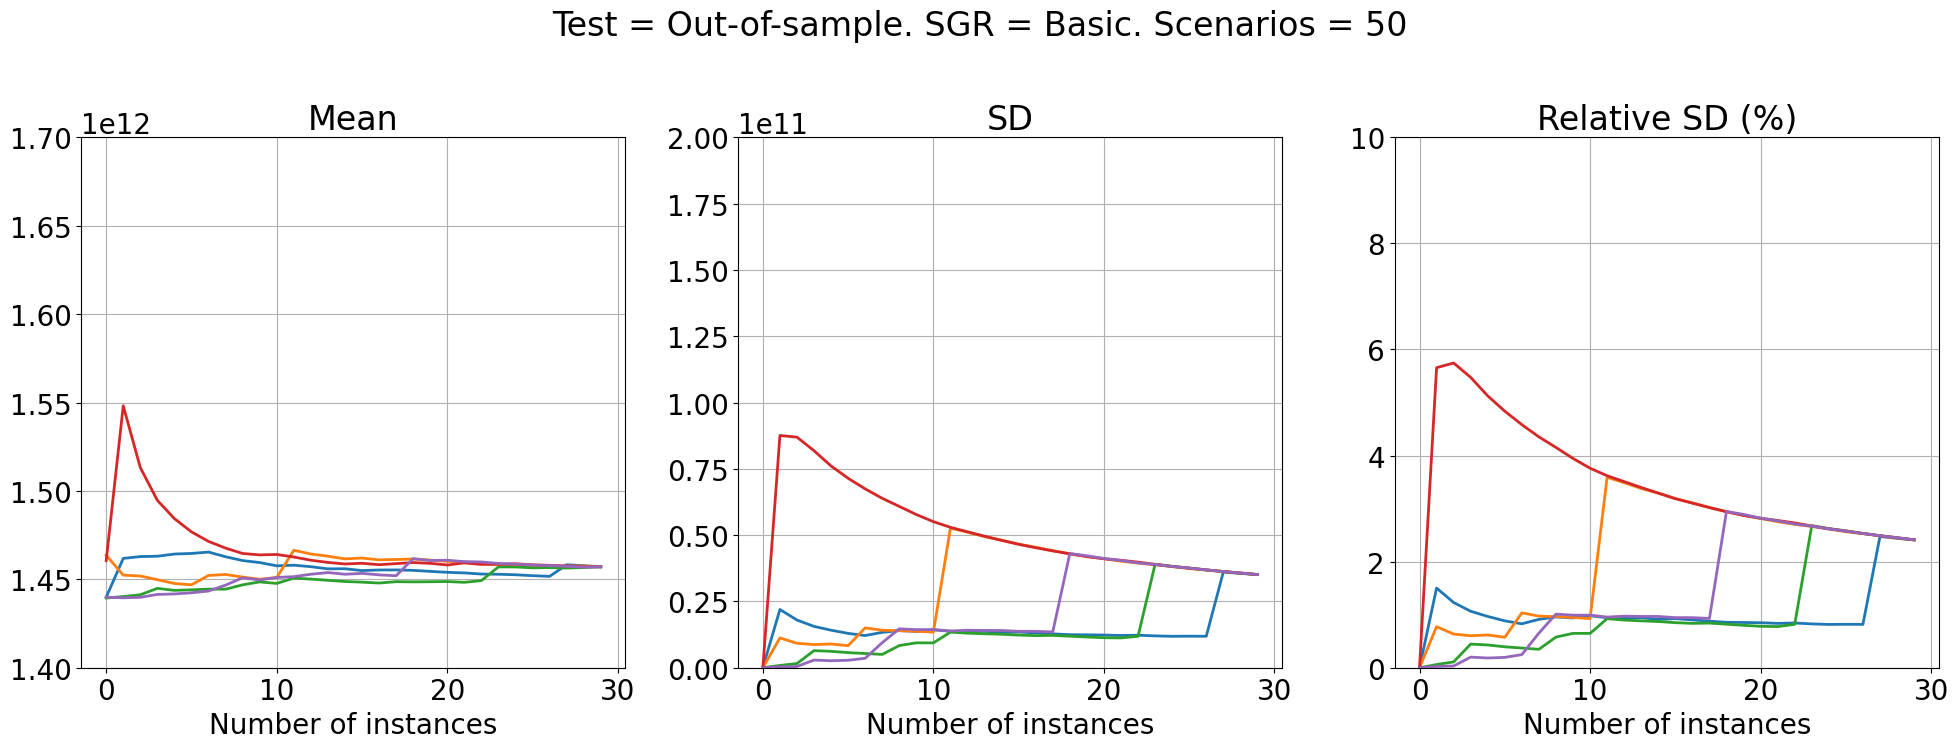 Test = Out-of-sample. SGR = Basic. Scenarios = 50
Mean
1e12
1.70
1.65
1.60
1.55
1.50
1.45
1.40
0 10 20 30
Number of instances
SD
1e11
2.00
1.75
1.50
1.25
1.00
0.75
0.50
0.25
0.00
0 10 20 30
Number of instances
Relative SD (%)
10
8
6
4
2
0
0 10 20 30
Number of instances